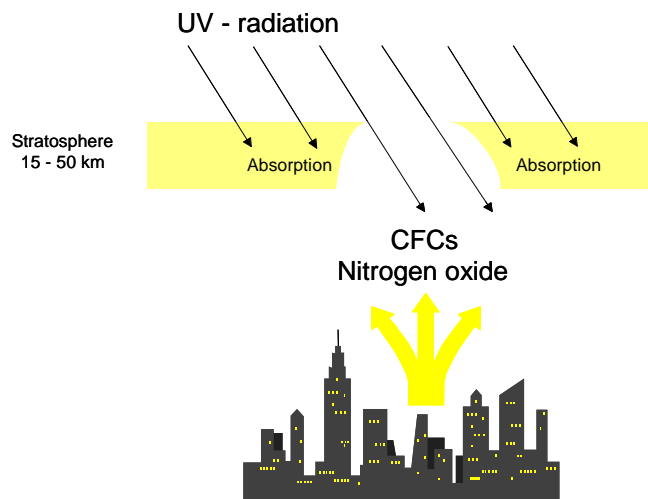 UV - radiation
Stratosphere
15 - 50 km
Absorption
Absorption
CFCs
Nitrogen oxide